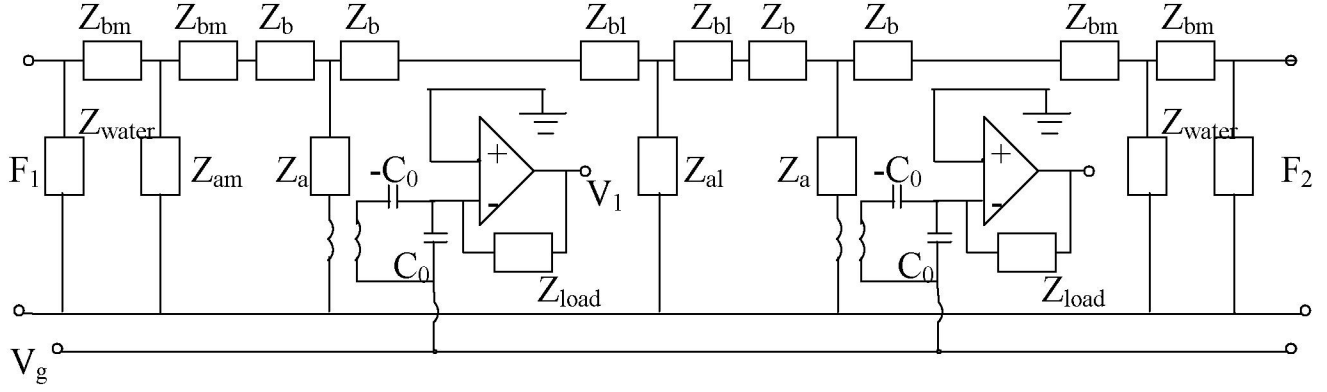 Z_bm Z_bm Z_b Z_b Z_bl Z_bl Z_b Z_b Z_bm Z_bm
Z_water Z_water
F_1 Z_am Z_a -C_0 + V_1 Z_al Z_a -C_0 + F_2
- -
C_0 C_0
Z_load Z_load
V_g